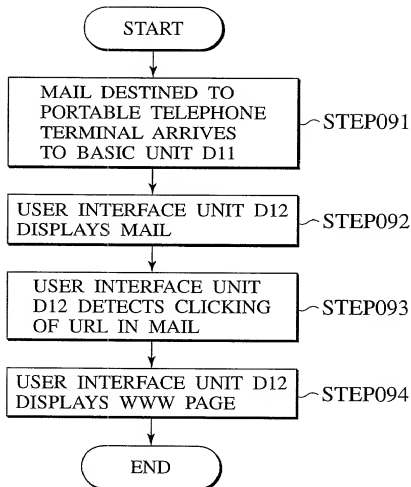 START
MAIL DESTINED TO
PORTABLE TELEPHONE
TERMINAL ARRIVES
TO BASIC UNIT D11
STEP091
USER INTERFACE UNIT D12
DISPLAYS MAIL
STEP092
USER INTERFACE UNIT
D12 DETECTS CLICKING
OF URL IN MAIL
STEP093
USER INTERFACE UNIT D12
DISPLAYS WWW PAGE
STEP094
END